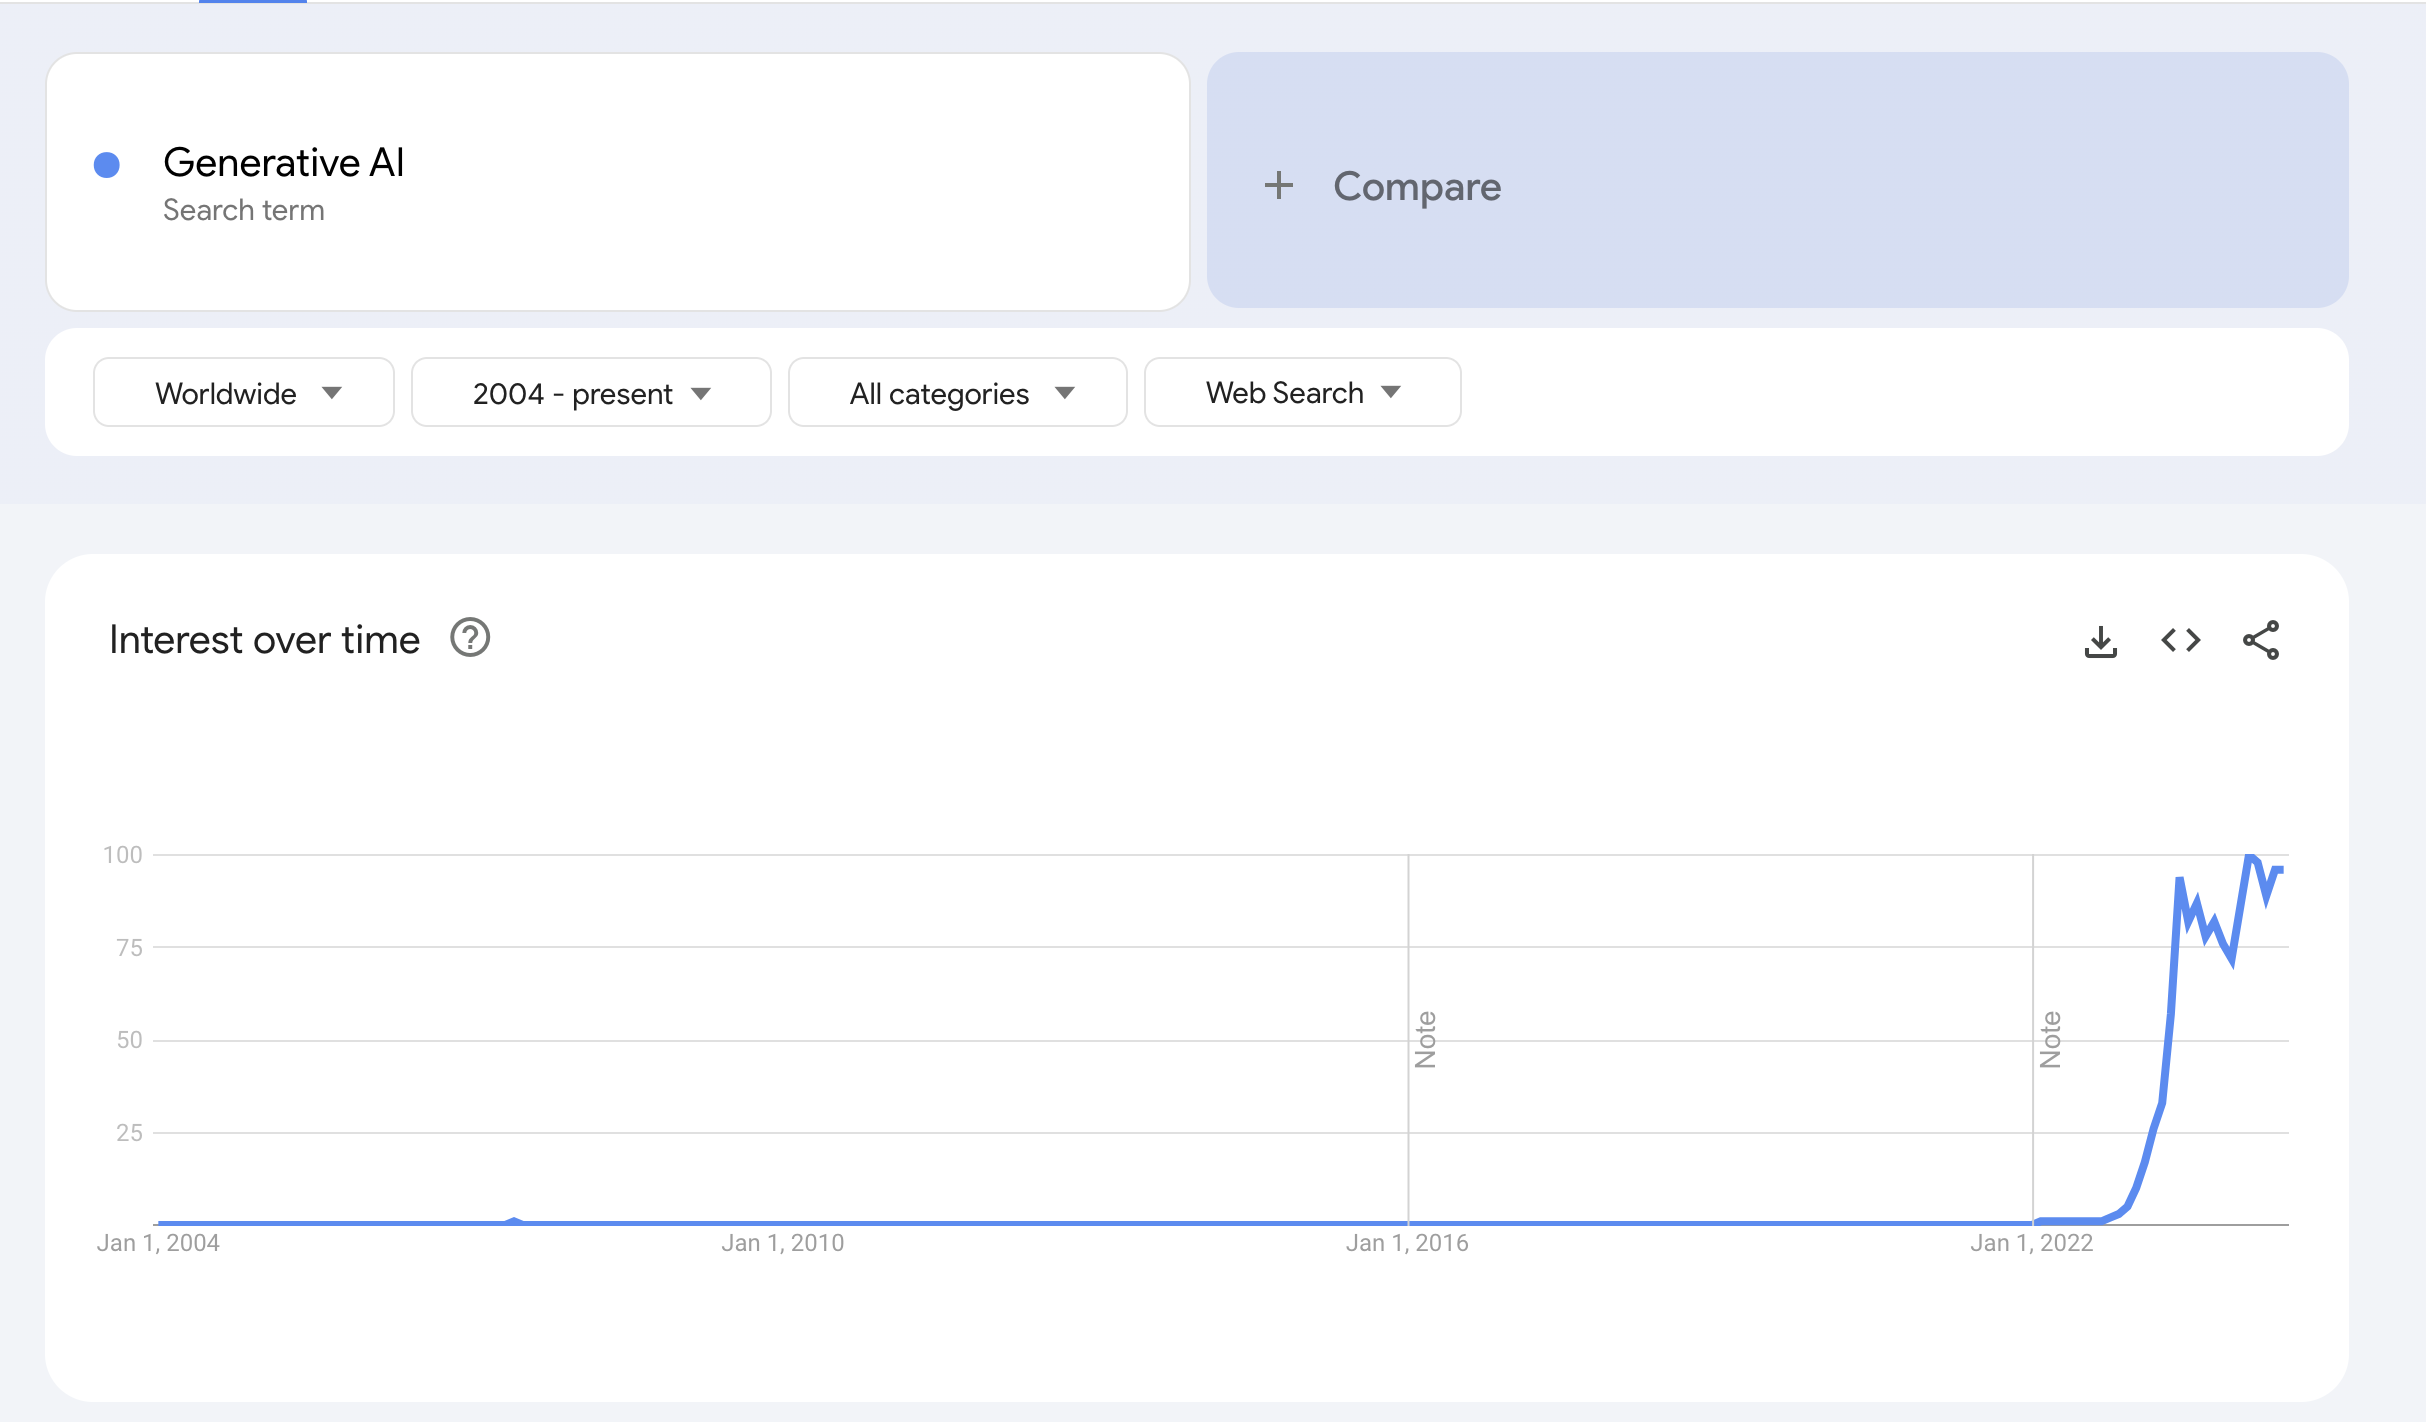 Generative AI
Search term
+ Compare
Worldwide
2004 - present
All categories
Web Search
Interest over time
100
75
50
25
Note
Note
Jan 1, 2004
Jan 1, 2010
Jan 1, 2016
Jan 1, 2022